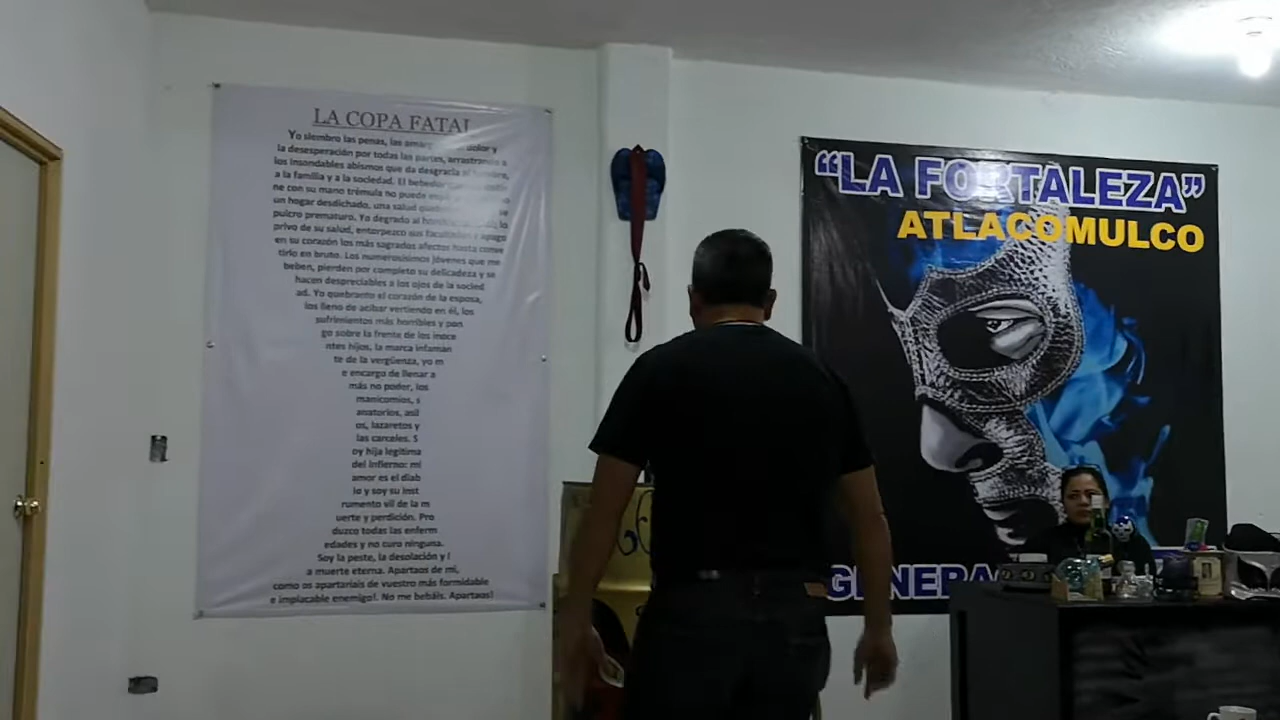 LA COPA FATAL
Yo siembro las penas, las dolor y
la desesperación por todas las partes, arrastrando a
los insondables abismos que da desgracia al hombre,
a la familia y a la sociedad. El bebedor
ne con su mano trémula no puede
un hogar desdichado, una salud
pulcro prematuro. Yo degrado al lo
privo de su salud, entorpezco sus facultades y apago
en su corazón los más sagrados afectos hasta conve
tirlo en bruto. Los numerosísimos jóvenes que me
beben, pierden por completo su delicadeza y se
hacen despreciables a los ojos de la socied
ad. Yo quebranto el corazón de la esposa,
los lleno de acíbar vertiendo en él, los
sufrimientos más horribles y pon
go sobre la frente de los inoce
ntes hijos, la marca infaman
te de la vergüenza, yo m
e encargo de llenar a
más no poder, los
manicomios, s
anatorios, asil
os, lazaretos y
las carceles. S
oy hija legítima
del Infierno: mi
amor es el diab
lo y soy su inst
rumento vil de la m
uerte y perdición. Pro
duzco todas las enferm
edades y no curo ninguna.
Soy la peste, la desolación y l
a muerte eterna. Apartaos de mi,
como os apartaríais de vuestro más formidable
e implacable enemigo!. No me bebáis. Apartaos!
“LA FORTALEZA”
ATLACOMULCO
GENERA